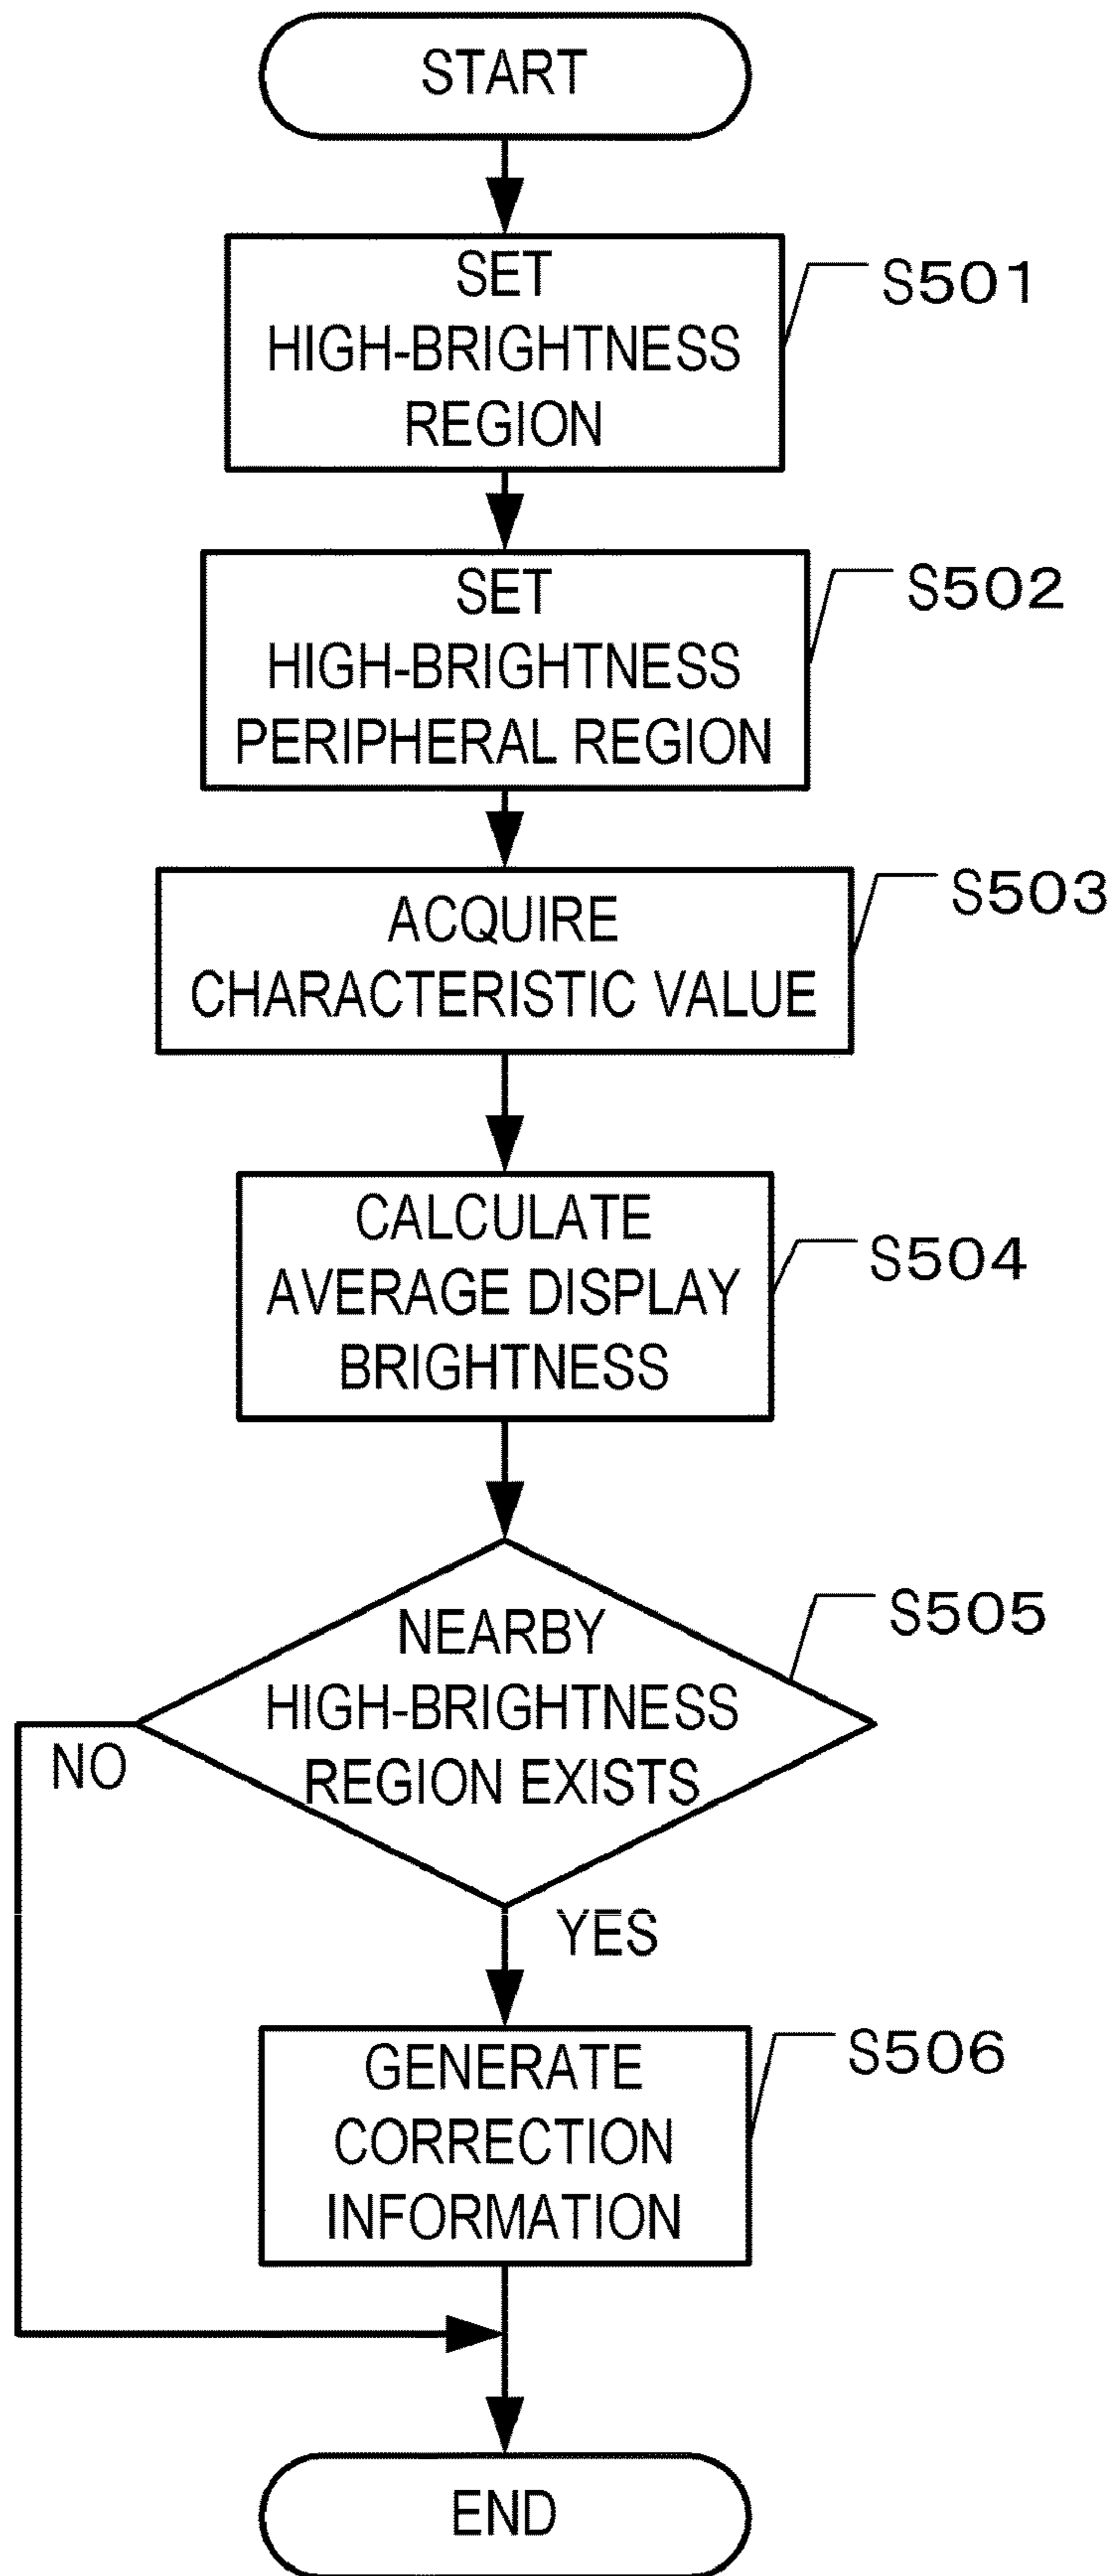 START
SET
HIGH-BRIGHTNESS
REGION
S501
SET
HIGH-BRIGHTNESS
PERIPHERAL REGION
S502
ACQUIRE
CHARACTERISTIC VALUE
S503
CALCULATE
AVERAGE DISPLAY
BRIGHTNESS
S504
NEARBY
HIGH-BRIGHTNESS
REGION EXISTS
S505
NO
YES
GENERATE
CORRECTION
INFORMATION
S506
END